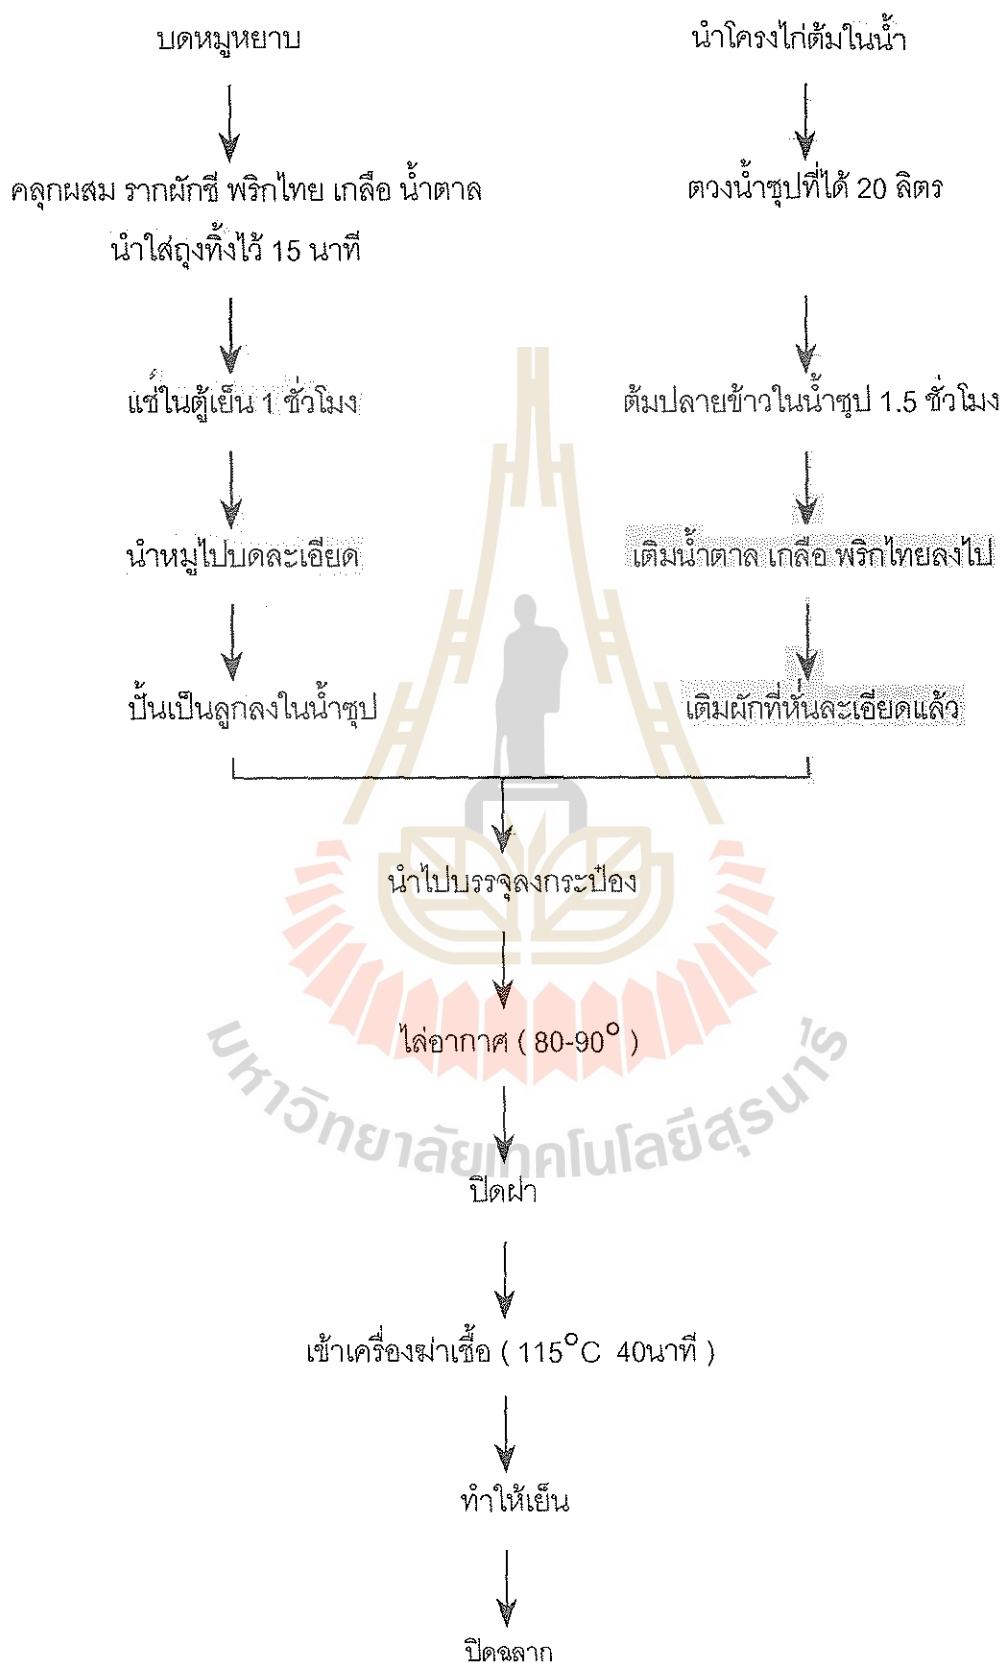 บดหมูหยาบ
คลุกผสม รากผักชี พริกไทย เกลือ น้ำตาล
นำใส่ถุงทิ้งไว้ 15 นาที
แช่ในตู้เย็น 1 ชั่วโมง
นำหมูไปบดละเอียด
ปั้นเป็นลูกลงในน้ำซุป
นำโครงไก่ต้มในน้ำ
ตวงน้ำซุปที่ได้ 20 ลิตร
ต้มปลายข้าวในน้ำซุป 1.5 ชั่วโมง
เติมน้ำตาล เกลือ พริกไทยลงไป
เติมผักที่หั่นละเอียดแล้ว
นำไปบรรจุลงกระป๋อง
ไล่อากาศ ( 80-90° )
ปิดฝา
เข้าเครื่องฆ่าเชื้อ ( 115°C 40นาที )
ทำให้เย็น
ปิดฉลาก
มหาวิทยาลัยเทคโนโลยีสุรนารี